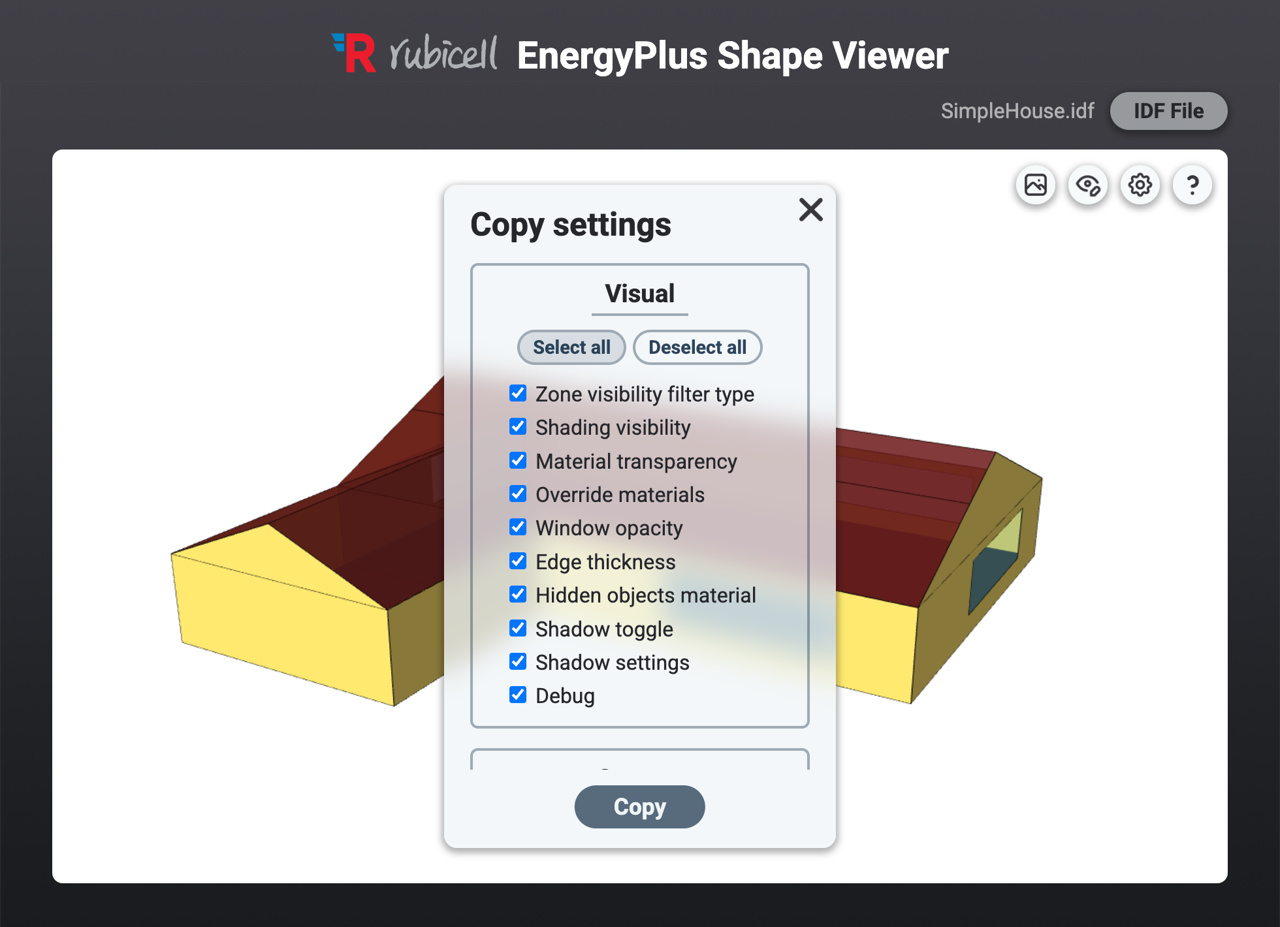 R rubicell EnergyPlus Shape Viewer
SimpleHouse.idf IDF File
?
Copy settings
Visual
Select all Deselect all
Zone visibility filter type
Shading visibility
Material transparency
Override materials
Window opacity
Edge thickness
Hidden objects material
Shadow toggle
Shadow settings
Debug
Copy